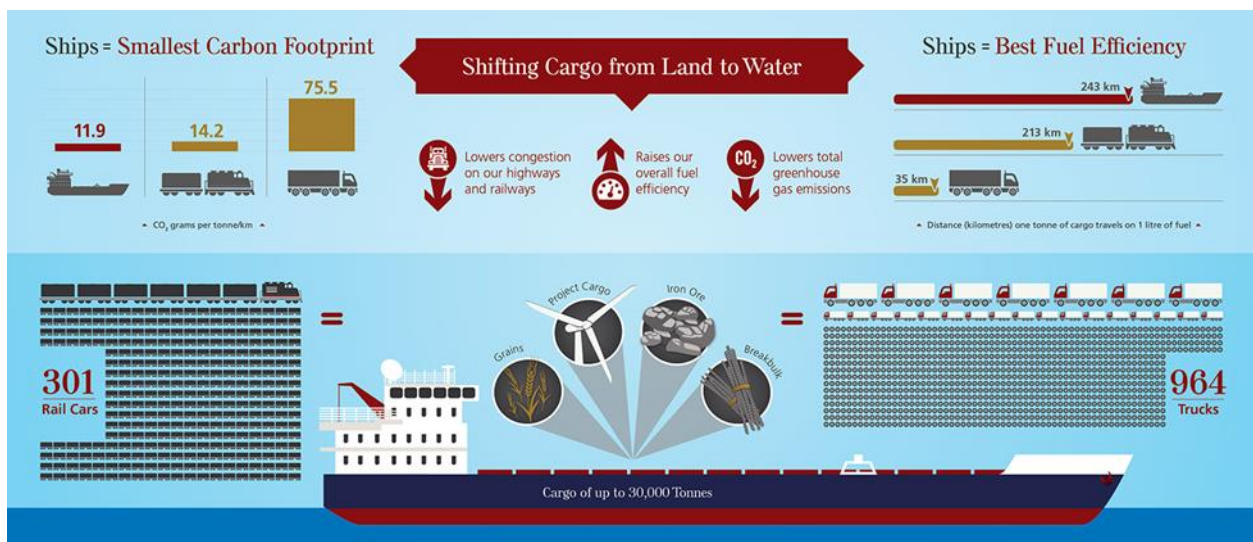 Ships = Smallest Carbon Footprint
11.9
14.2
75.5
CO₂ grams per tonne/km
Shifting Cargo from Land to Water
Lowers congestion
on our highways
and railways
Raises our
overall fuel
efficiency
CO₂
Lowers total
greenhouse
gas emissions
Ships = Best Fuel Efficiency
243 km
213 km
35 km
Distance (kilometres) one tonne of cargo travels on 1 litre of fuel
301
Rail Cars
=
Grains
Project Cargo
Iron Ore
Breakbulk
=
964
Trucks
Cargo of up to 30,000 Tonnes